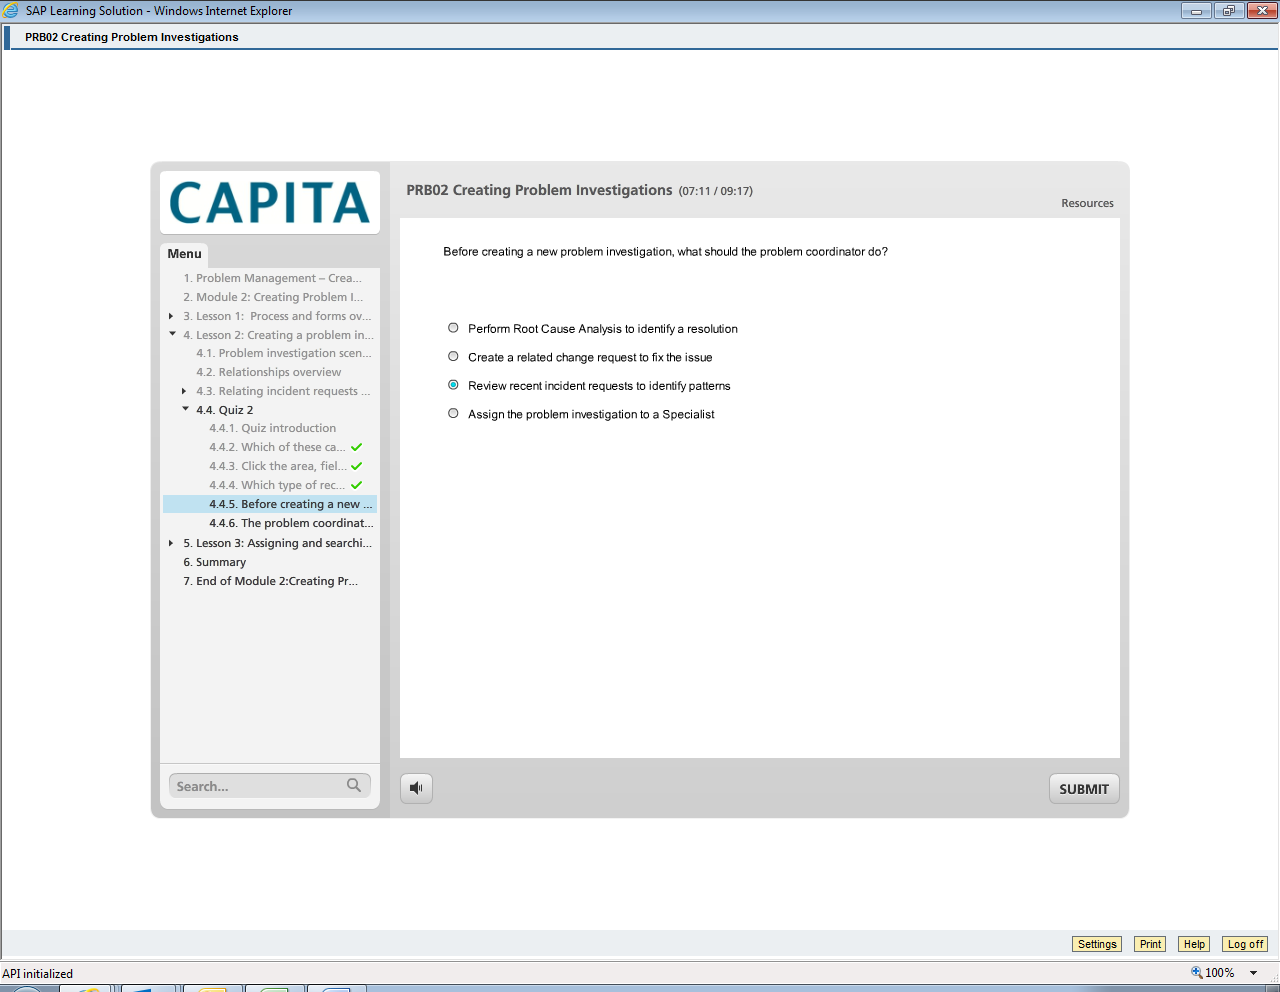 SAP Learning Solution - Windows Internet Explorer
PRB02 Creating Problem Investigations
CAPITA
PRB02 Creating Problem Investigations (07:11 / 09:17)
Resources
Menu
1. Problem Management – Crea...
2. Module 2: Creating Problem I...
3. Lesson 1: Process and forms ov...
4. Lesson 2: Creating a problem in...
4.1. Problem investigation scen...
4.2. Relationships overview
4.3. Relating incident requests ...
4.4. Quiz 2
4.4.1. Quiz introduction
4.4.2. Which of these ca...
4.4.3. Click the area, fiel...
4.4.4. Which type of rec...
4.4.5. Before creating a new ...
4.4.6. The problem coordinat...
5. Lesson 3: Assigning and searchi...
6. Summary
7. End of Module 2:Creating Pr...
Search...
Before creating a new problem investigation, what should the problem coordinator do?
Perform Root Cause Analysis to identify a resolution
Create a related change request to fix the issue
Review recent incident requests to identify patterns
Assign the problem investigation to a Specialist
SUBMIT
Settings Print Help Log off
API initialized
100%